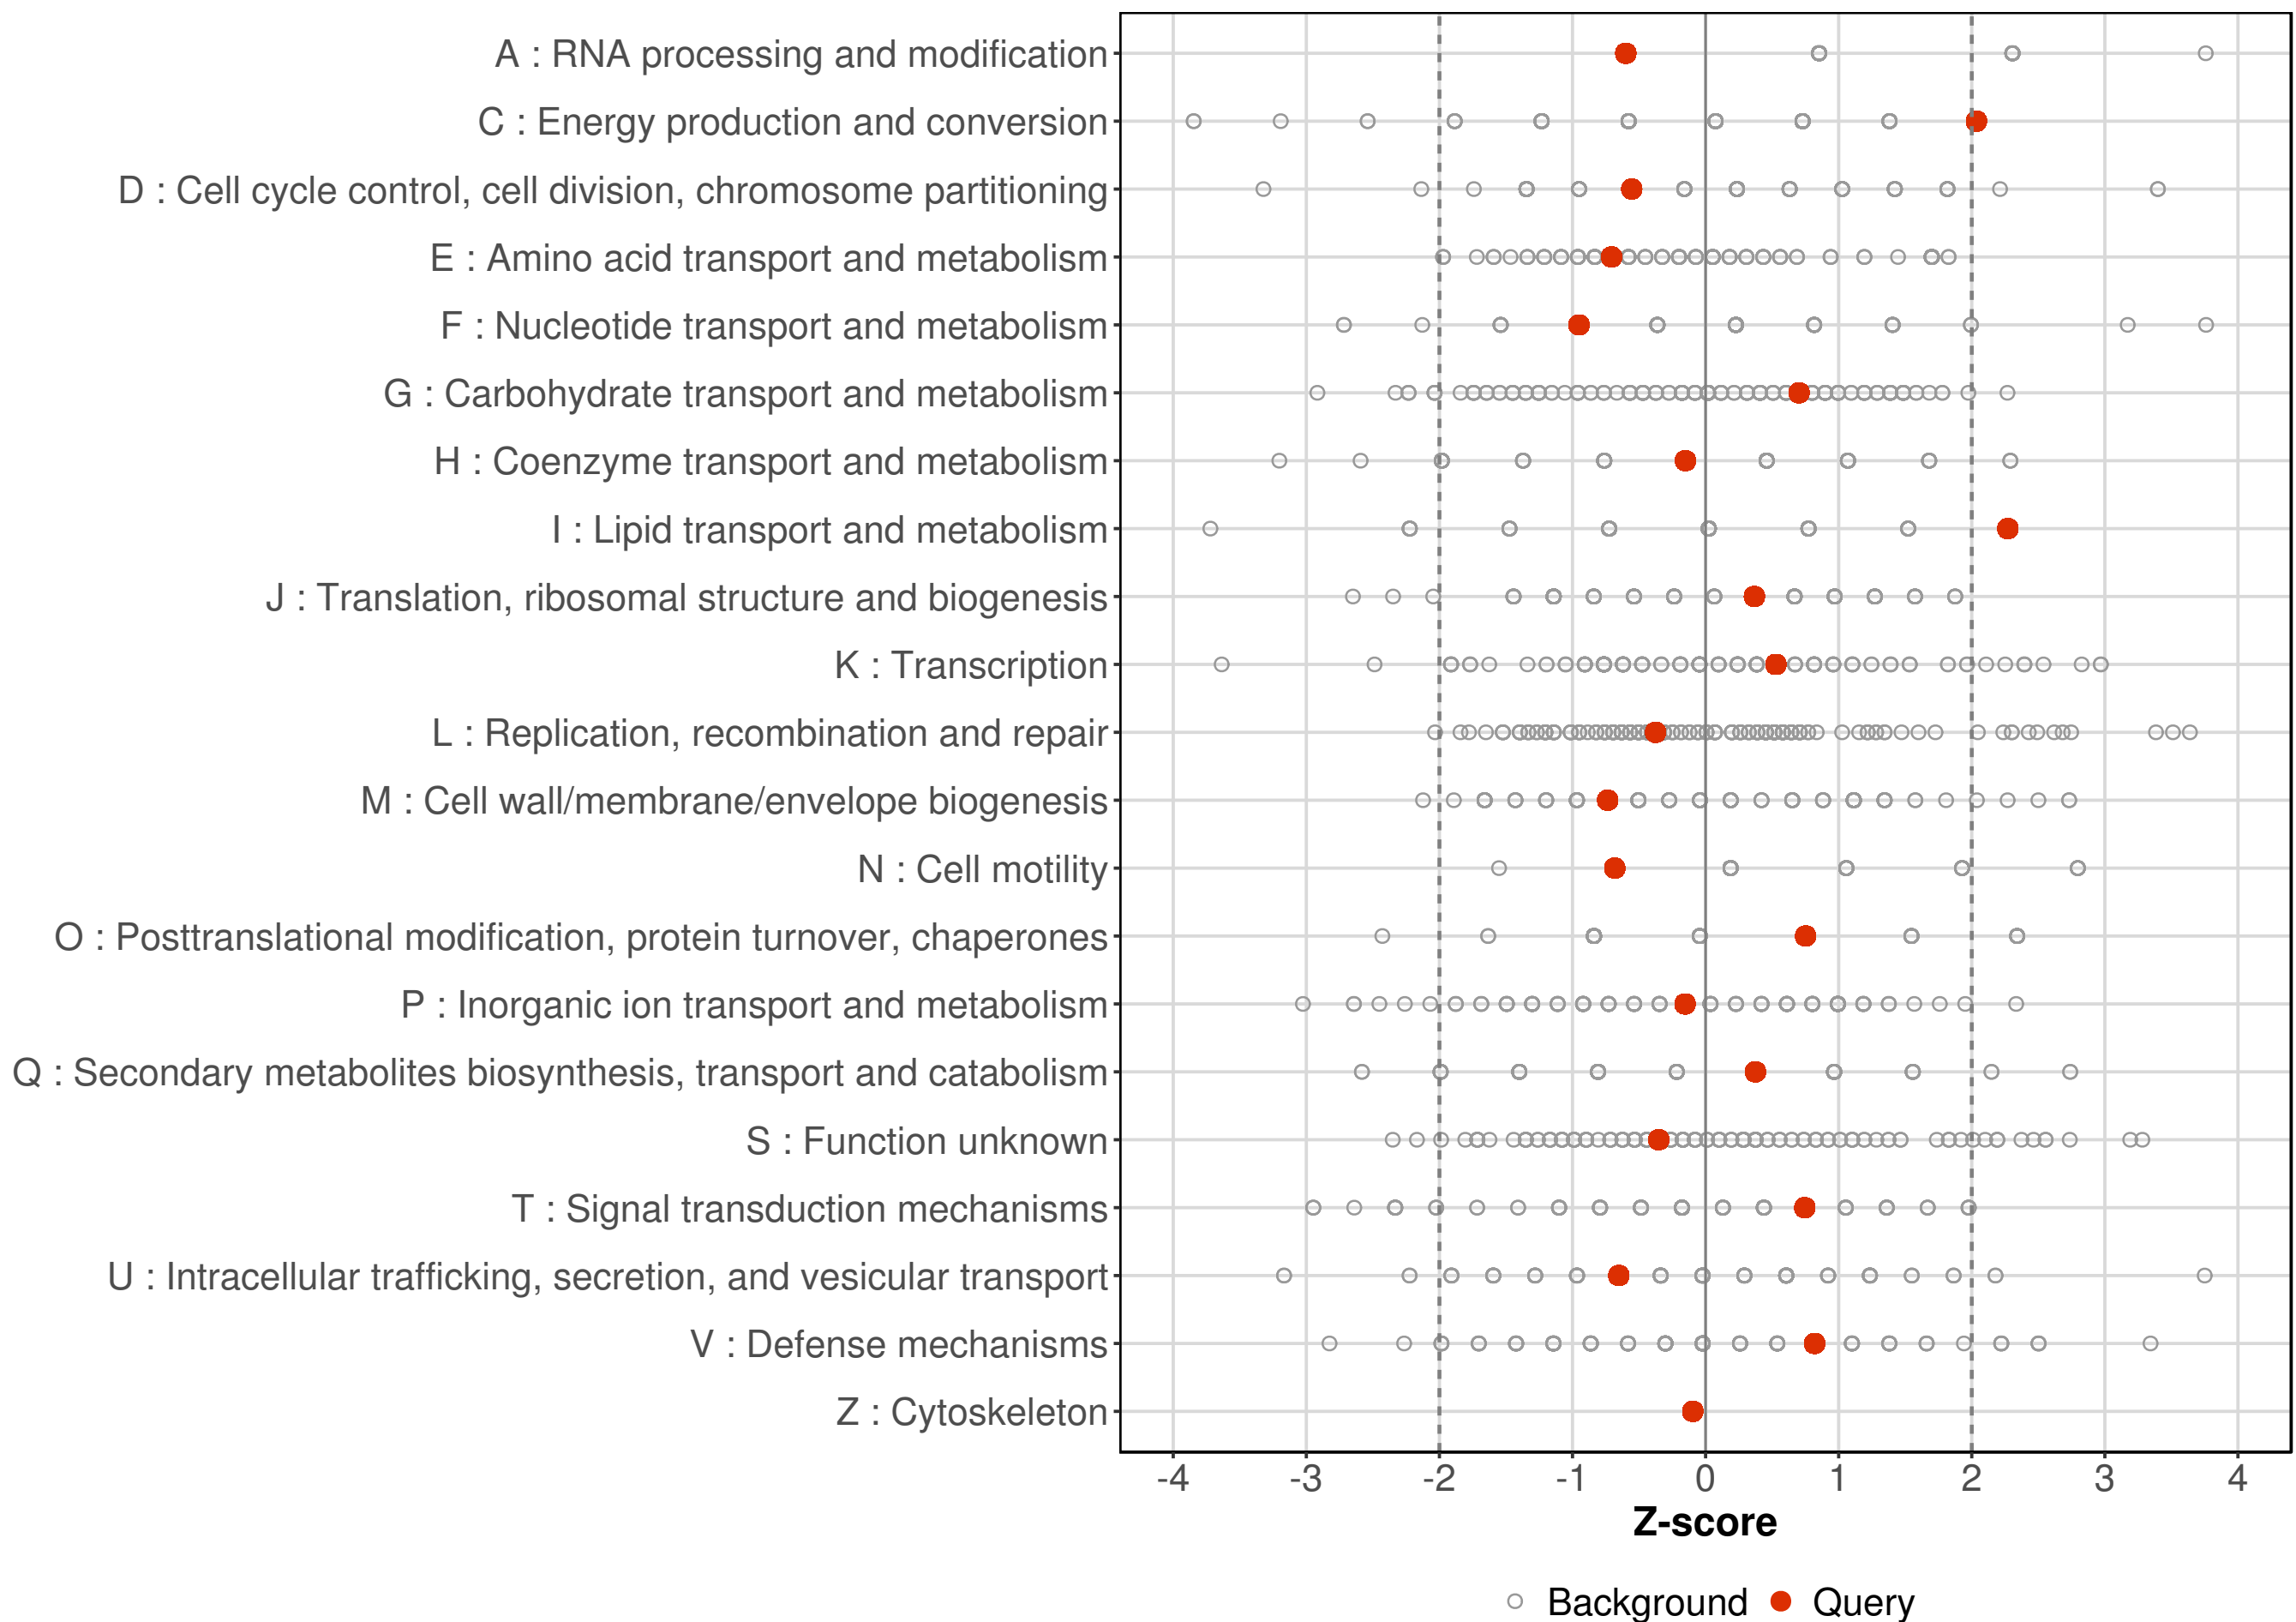 A : RNA processing and modification
C : Energy production and conversion
D : Cell cycle control, cell division, chromosome partitioning
E : Amino acid transport and metabolism
F : Nucleotide transport and metabolism
G : Carbohydrate transport and metabolism
H : Coenzyme transport and metabolism
I : Lipid transport and metabolism
J : Translation, ribosomal structure and biogenesis
K : Transcription
L : Replication, recombination and repair
M : Cell wall/membrane/envelope biogenesis
N : Cell motility
O : Posttranslational modification, protein turnover, chaperones
P : Inorganic ion transport and metabolism
Q : Secondary metabolites biosynthesis, transport and catabolism
S : Function unknown
T : Signal transduction mechanisms
U : Intracellular trafficking, secretion, and vesicular transport
V : Defense mechanisms
Z : Cytoskeleton
-4 -3 -2 -1 0 1 2 3 4
Z-score
Background Query